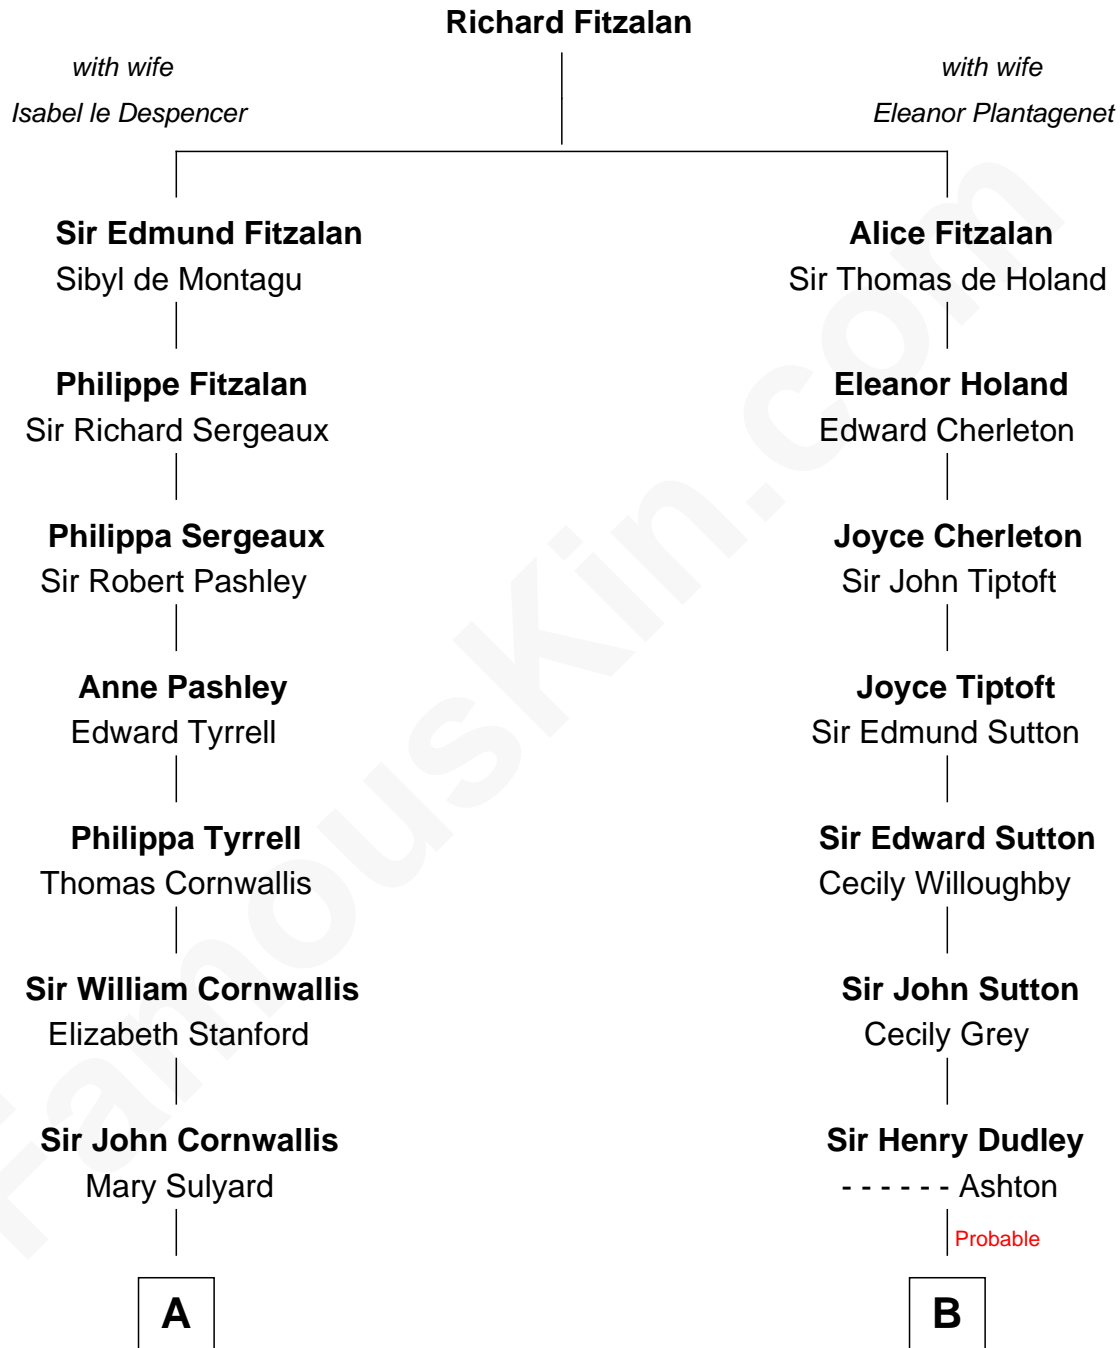 Richard Fitzalan
with wife
Isabel le Despencer
with wife
Eleanor Plantagenet
Sir Edmund Fitzalan
Sibyl de Montagu
Alice Fitzalan
Sir Thomas de Holand
Philippe Fitzalan
Sir Richard Sergeaux
Eleanor Holand
Edward Cherleton
Philippa Sergeaux
Sir Robert Pashley
Joyce Cherleton
Sir John Tiptoft
Anne Pashley
Edward Tyrrell
Joyce Tiptoft
Sir Edmund Sutton
Philippa Tyrrell
Thomas Cornwallis
Sir Edward Sutton
Cecily Willoughby
Sir William Cornwallis
Elizabeth Stanford
Sir John Sutton
Cecily Grey
Sir John Cornwallis
Mary Sulyard
Sir Henry Dudley
- - - - - - Ashton
Probable
A
B
FamousKin.com